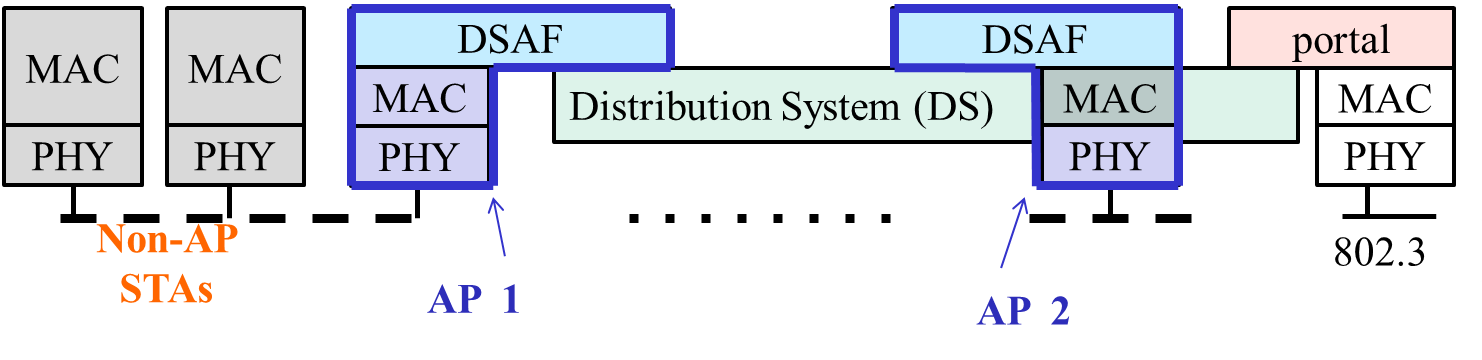 MAC
PHY
MAC
PHY
DSAF
MAC
PHY
Distribution System (DS)
DSAF
MAC
PHY
portal
MAC
PHY
Non-AP
STAs
AP 1
AP 2
802.3